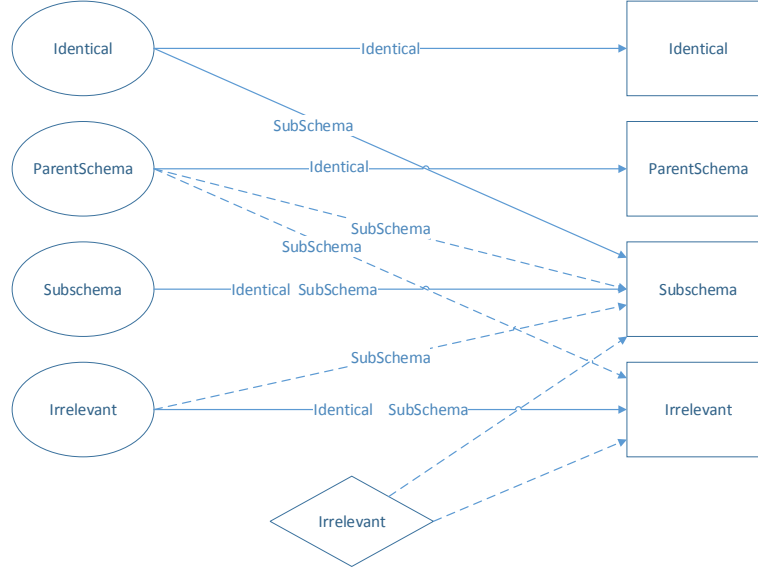 Identical Identical Identical
SubSchema
ParentSchema Identical ParentSchema
SubSchema
SubSchema
Subschema Identical SubSchema Subschema
SubSchema
Irrelevant Identical SubSchema Irrelevant
Irrelevant